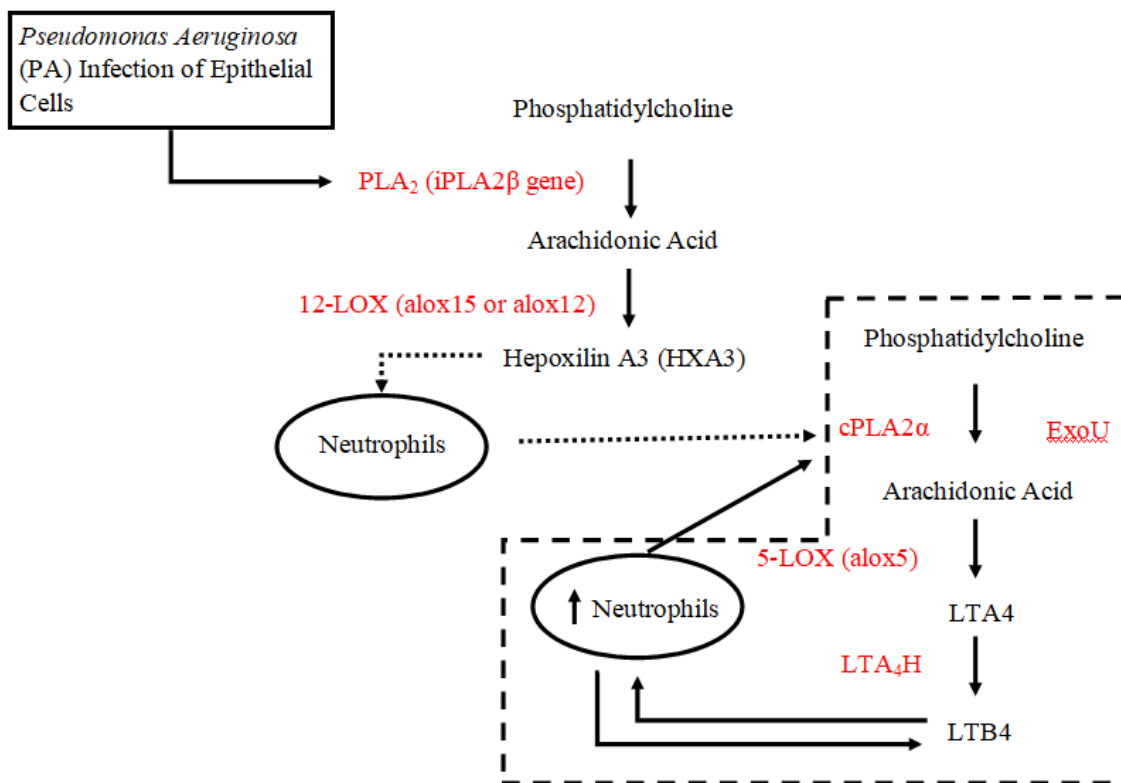 Pseudomonas Aeruginosa
(PA) Infection of Epithelial
Cells
Phosphatidylcholine
PLA₂ (iPLA2β gene)
Arachidonic Acid
12-LOX (alox15 or alox12)
Hepoxilin A3 (HXA3)
Neutrophils
Phosphatidylcholine
cPLA2α
ExoU
Arachidonic Acid
5-LOX (alox5)
Neutrophils
LTA4
LTA₄H
LTB4